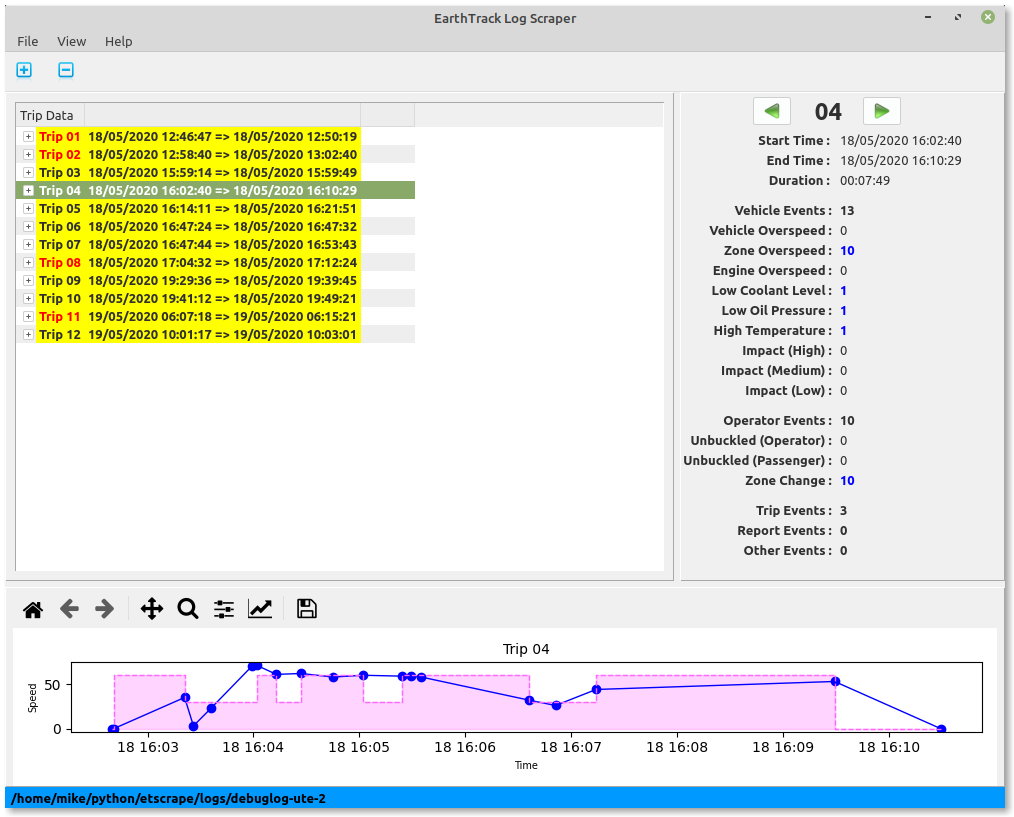 EarthTrack Log Scraper
File View Help
Trip Data
Trip 01 18/05/2020 12:46:47 => 18/05/2020 12:50:19
Trip 02 18/05/2020 12:58:40 => 18/05/2020 13:02:40
Trip 03 18/05/2020 15:59:14 => 18/05/2020 15:59:49
Trip 04 18/05/2020 16:02:40 => 18/05/2020 16:10:29
Trip 05 18/05/2020 16:14:11 => 18/05/2020 16:21:51
Trip 06 18/05/2020 16:47:24 => 18/05/2020 16:47:32
Trip 07 18/05/2020 16:47:44 => 18/05/2020 16:53:43
Trip 08 18/05/2020 17:04:32 => 18/05/2020 17:12:24
Trip 09 18/05/2020 19:29:36 => 18/05/2020 19:39:45
Trip 10 18/05/2020 19:41:12 => 18/05/2020 19:49:21
Trip 11 19/05/2020 06:07:18 => 19/05/2020 06:15:21
Trip 12 19/05/2020 10:01:17 => 19/05/2020 10:03:01
04
Start Time : 18/05/2020 16:02:40
End Time : 18/05/2020 16:10:29
Duration : 00:07:49
Vehicle Events : 13
Vehicle Overspeed : 0
Zone Overspeed : 10
Engine Overspeed : 0
Low Coolant Level : 1
Low Oil Pressure : 1
High Temperature : 1
Impact (High) : 0
Impact (Medium) : 0
Impact (Low) : 0
Operator Events : 10
Unbuckled (Operator) : 0
Unbuckled (Passenger) : 0
Zone Change : 10
Trip Events : 3
Report Events : 0
Other Events : 0
Trip 04
Speed
50
0
18 16:03 18 16:04 18 16:05 18 16:06 18 16:07 18 16:08 18 16:09 18 16:10
Time
/home/mike/python/etscrape/logs/debuglog-ute-2